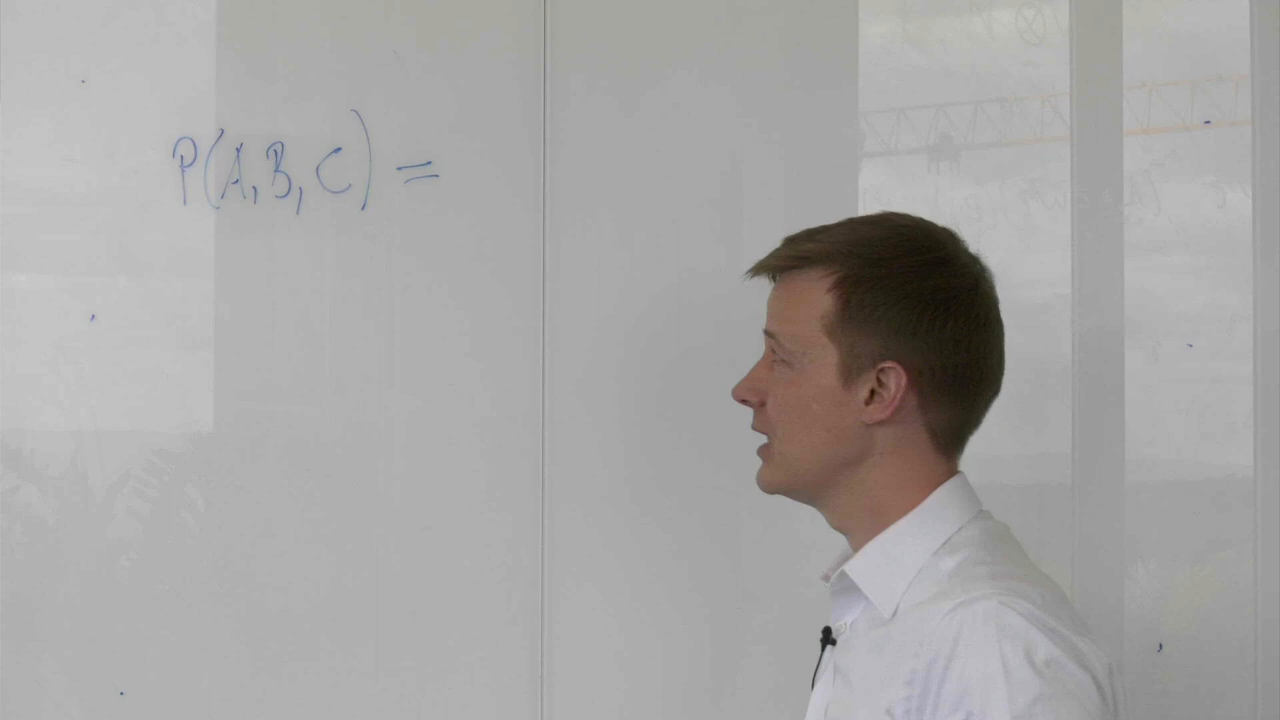 P(A,B,C) =